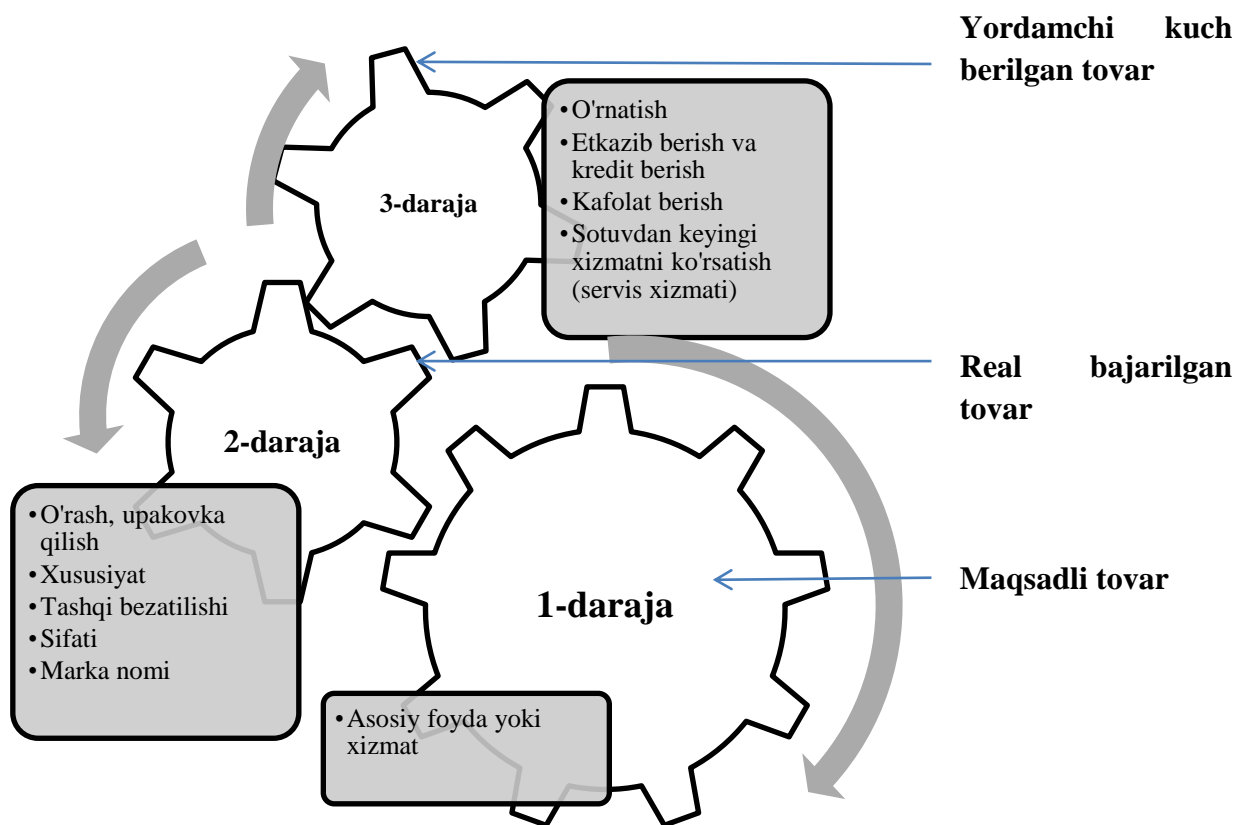 Yordamchi kuch
berilgan tovar
• O'rnatish
• Etkazib berish va
kredit berish
• Kafolat berish
• Sotuvdan keyingi
xizmatni ko'rsatish
(servis xizmati)
3-daraja
Real bajarilgan
tovar
2-daraja
• O'rash, upakovka
qilish
• Xususiyat
• Tashqi bezatilishi
• Sifati
• Marka nomi
Maqsadli tovar
1-daraja
• Asosiy foyda yoki
xizmat